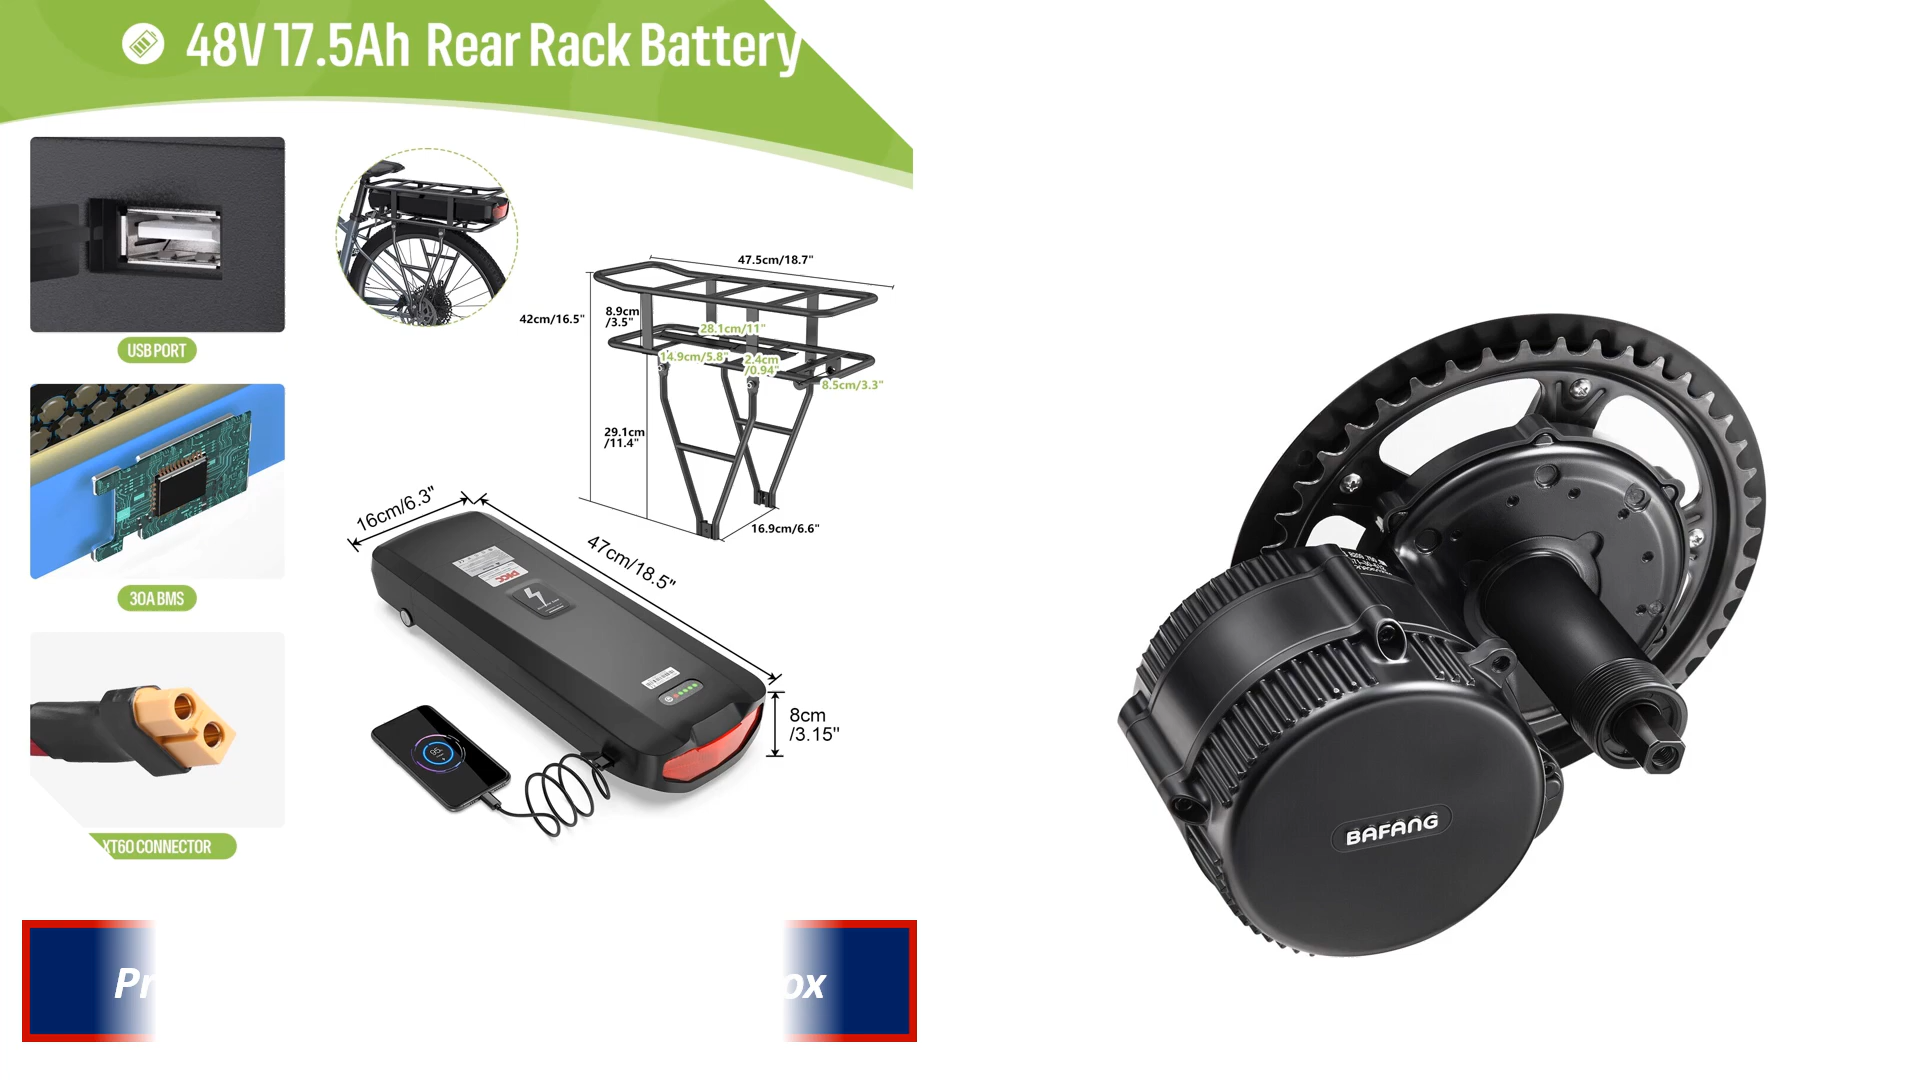 48V 17.5Ah Rear Rack Battery
USB PORT
30A BMS
XT60 CONNECTOR
47.5cm/18.7"
42cm/16.5"
8.9cm
/3.5"
28.1cm/11"
14.9cm/5.8"
2.4cm
/0.94"
8.5cm/3.3"
29.1cm
/11.4"
16.9cm/6.6"
16cm/6.3"
47cm/18.5"
8cm
/3.15"
PICC
95
BAFANG